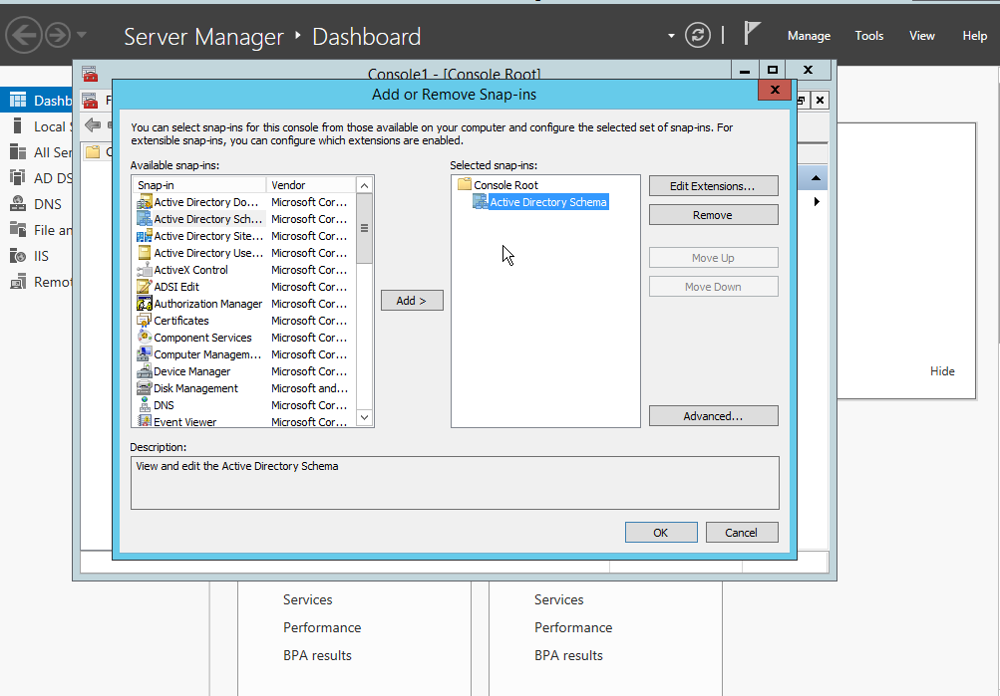 Server Manager ‣ Dashboard
Manage Tools View Help
Console1 - [Console Root]
Add or Remove Snap-ins
Dashb
Local S
All Ser
AD DS
DNS
File an
IIS
Remot
F
C
You can select snap-ins for this console from those available on your computer and configure the selected set of snap-ins. For
extensible snap-ins, you can configure which extensions are enabled.
Available snap-ins:
Snap-in Vendor
Active Directory Do... Microsoft Cor...
Active Directory Sch... Microsoft Cor...
Active Directory Site... Microsoft Cor...
Active Directory Use... Microsoft Cor...
ActiveX Control Microsoft Cor...
ADSI Edit Microsoft Cor...
Authorization Manager Microsoft Cor...
Certificates Microsoft Cor...
Component Services Microsoft Cor...
Computer Managem... Microsoft Cor...
Device Manager Microsoft Cor...
Disk Management Microsoft and...
DNS Microsoft Cor...
Event Viewer Microsoft Cor...
Add >
Selected snap-ins:
Console Root
Active Directory Schema
Edit Extensions...
Remove
Move Up
Move Down
Advanced...
Description:
View and edit the Active Directory Schema
OK Cancel
Hide
Services
Performance
BPA results
Services
Performance
BPA results